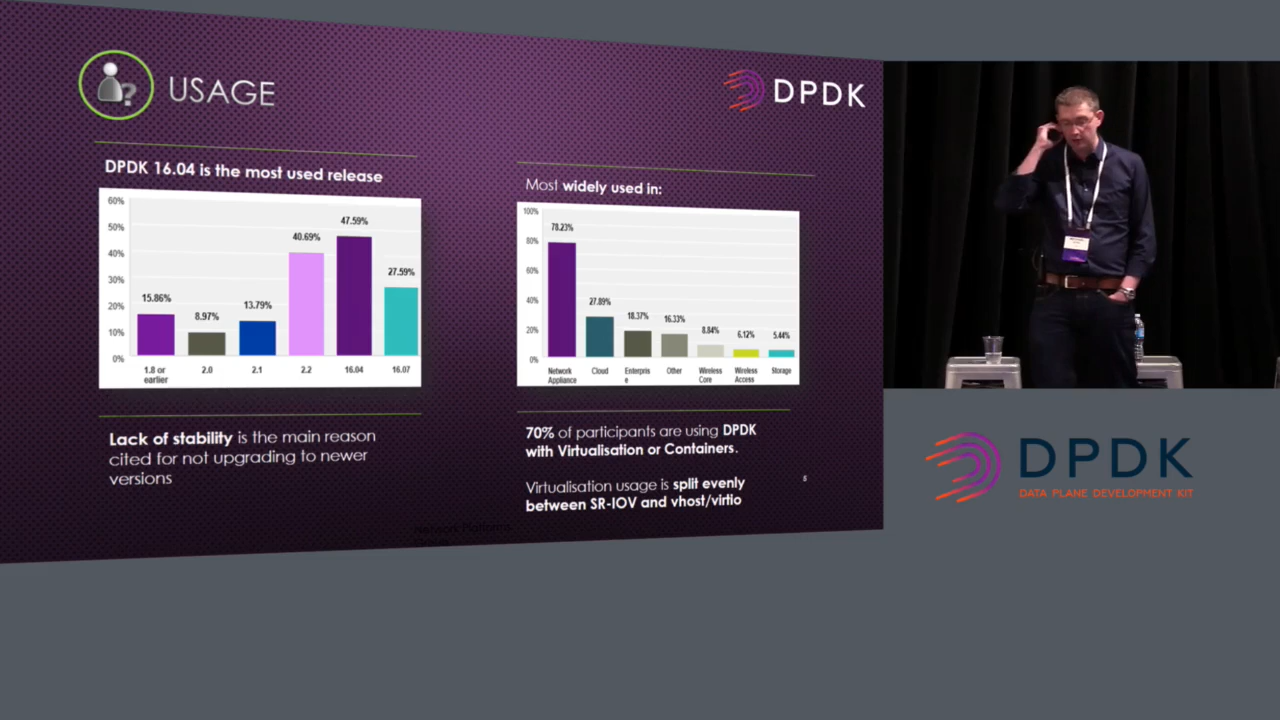 USAGE
DPDK
DPDK 16.04 is the most used release
60%
50%
40%
30%
20%
10%
0%
15.86%
8.97%
13.79%
40.69%
47.59%
27.59%
1.8 or
earlier
2.0
2.1
2.2
16.04
16.07
Lack of stability is the main reason
cited for not upgrading to newer
versions
Most widely used in:
100%
80%
60%
40%
20%
0%
78.23%
27.89%
18.37%
16.33%
8.84%
6.12%
5.44%
Network
Appliance
Cloud
Enterpris
e
Other
Wireless
Core
Wireless
Access
Storage
70% of participants are using DPDK
with Virtualisation or Containers.
Virtualisation usage is split evenly
between SR-IOV and vhost/virtio
5
Network Platforms
DPDK
DATA PLANE DEVELOPMENT KIT